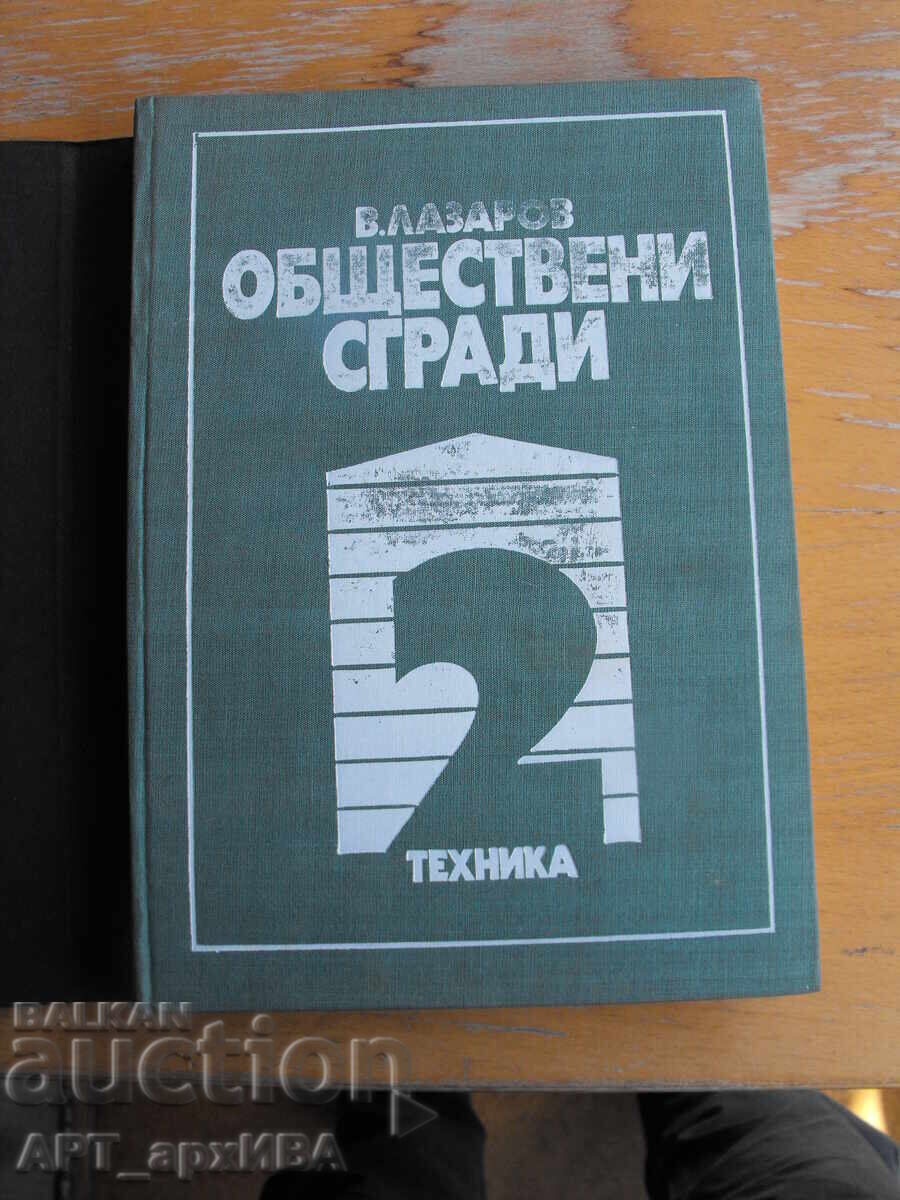 В.ЛАЗАРОВ
ОБЩЕСТВЕНИ
СГРАДИ
2
ТЕХНИКА
BALKAN
auction
АРТ_архИВА